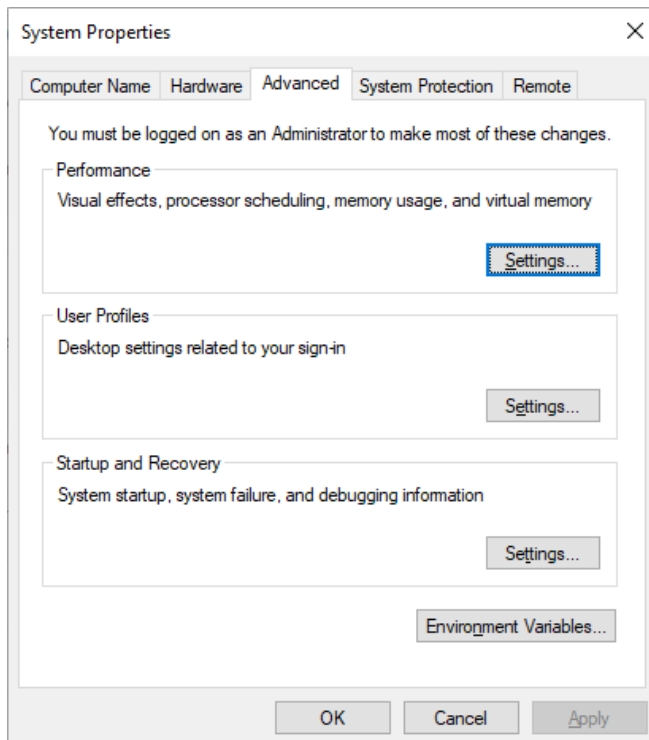 System Properties
Computer Name Hardware Advanced System Protection Remote
You must be logged on as an Administrator to make most of these changes.
Performance
Visual effects, processor scheduling, memory usage, and virtual memory
Settings...
User Profiles
Desktop settings related to your sign-in
Settings...
Startup and Recovery
System startup, system failure, and debugging information
Settings...
Environment Variables...
OK Cancel Apply